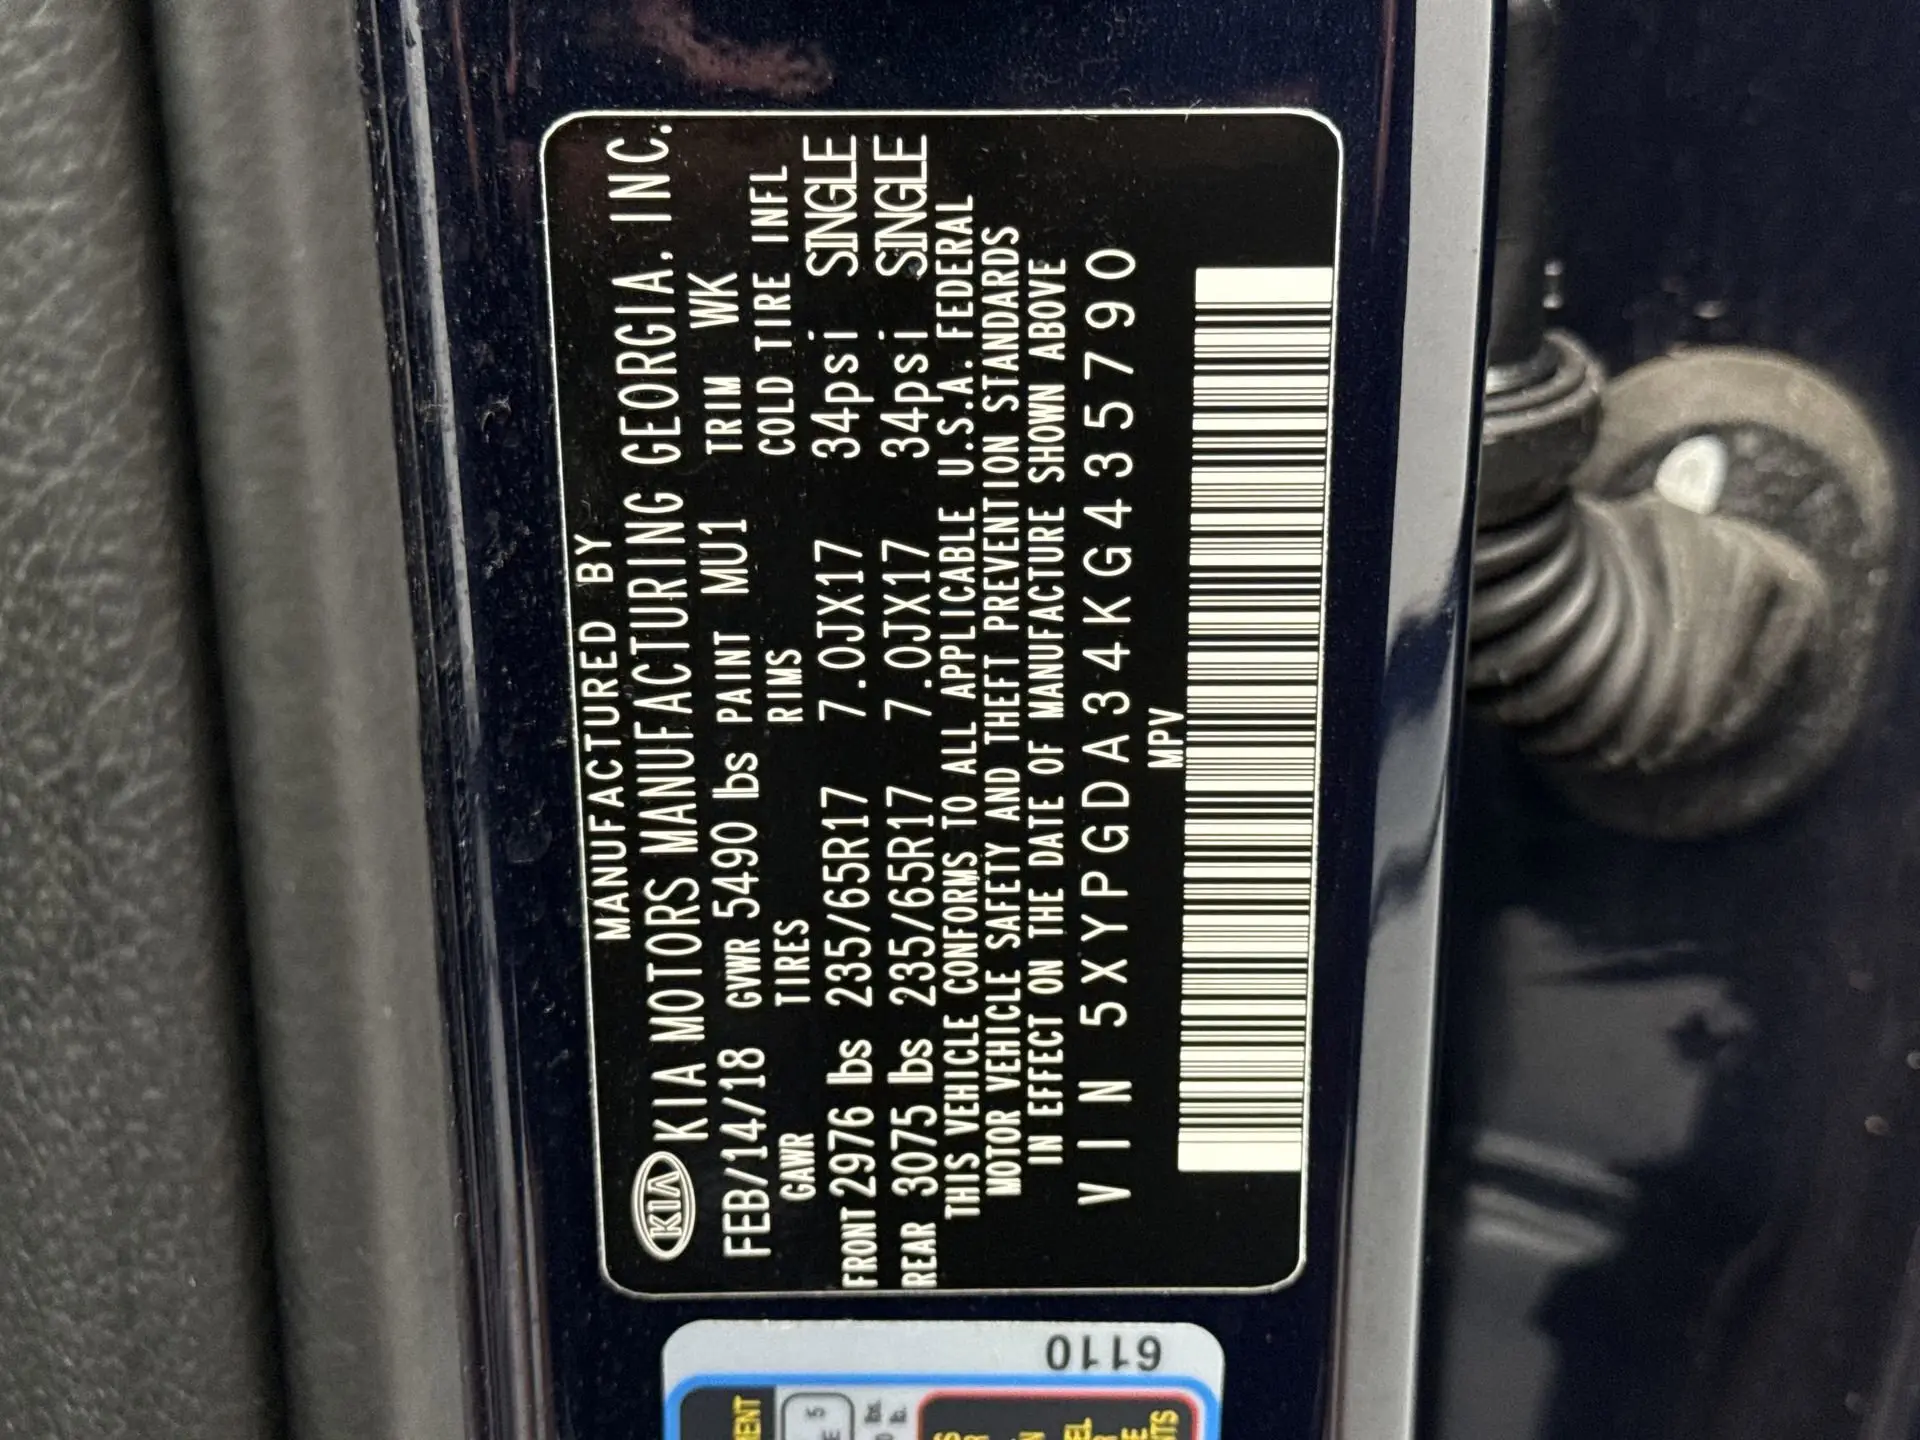 MANUFACTURED BY
KIA KIA MOTORS MANUFACTURING GEORGIA, INC.
FEB/14/18 GVWR 5490 lbs PAINT MU1 TRIM WK
GAWR TIRES RIMS COLD TIRE INFL
FRONT 2976 lbs 235/65R17 7.0JX17 34psi SINGLE
REAR 3075 lbs 235/65R17 7.0JX17 34psi SINGLE
THIS VEHICLE CONFORMS TO ALL APPLICABLE U.S.A. FEDERAL
MOTOR VEHICLE SAFETY AND THEFT PREVENTION STANDARDS
IN EFFECT ON THE DATE OF MANUFACTURE SHOWN ABOVE
VIN 5XYPGDA34KG435790
MPV
6110